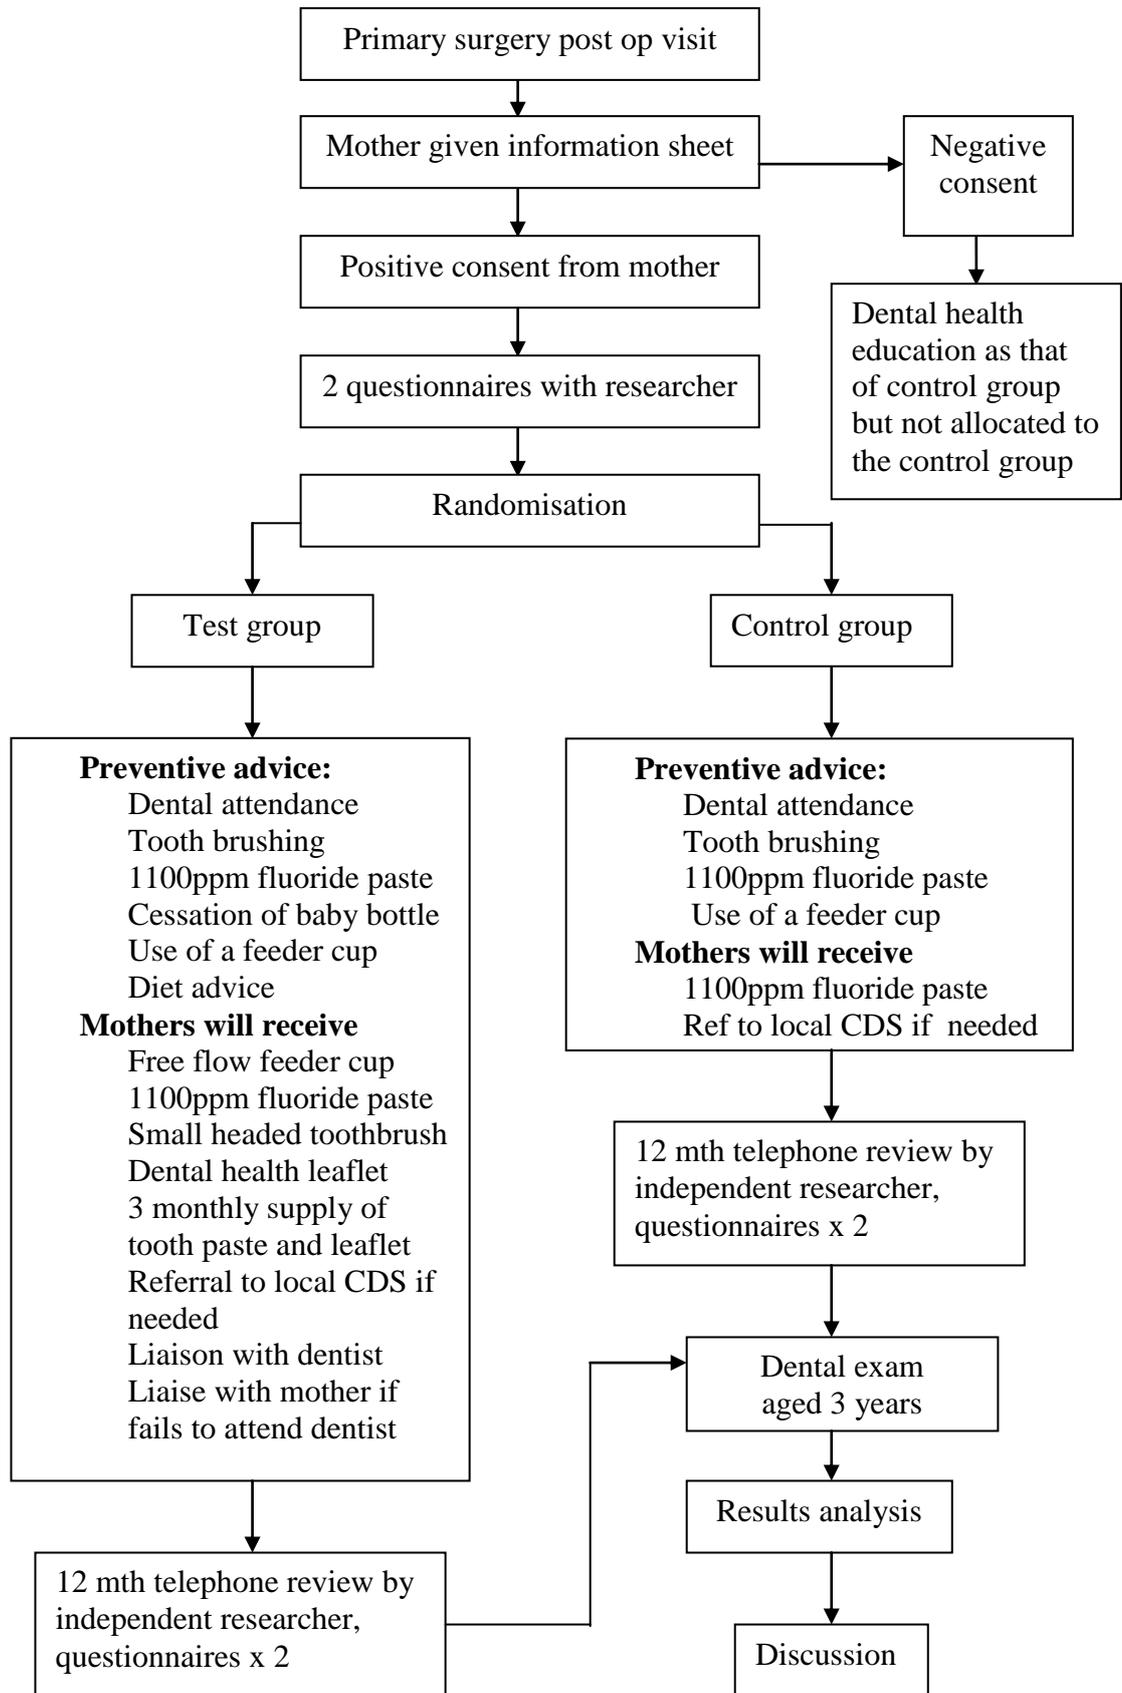 Primary surgery post op visit
Mother given information sheet
Negative
consent
Positive consent from mother
Dental health
education as that
of control group
but not allocated to
the control group
2 questionnaires with researcher
Randomisation
Test group
Control group
Preventive advice:
Dental attendance
Tooth brushing
1100ppm fluoride paste
Cessation of baby bottle
Use of a feeder cup
Diet advice
Mothers will receive
Free flow feeder cup
1100ppm fluoride paste
Small headed toothbrush
Dental health leaflet
3 monthly supply of
tooth paste and leaflet
Referral to local CDS if
needed
Liaison with dentist
Liaise with mother if
fails to attend dentist
Preventive advice:
Dental attendance
Tooth brushing
1100ppm fluoride paste
Use of a feeder cup
Mothers will receive
1100ppm fluoride paste
Ref to local CDS if  needed
12 mth telephone review by
independent researcher,
questionnaires x 2
12 mth telephone review by
independent researcher,
questionnaires x 2
Dental exam
aged 3 years
Results analysis
Discussion